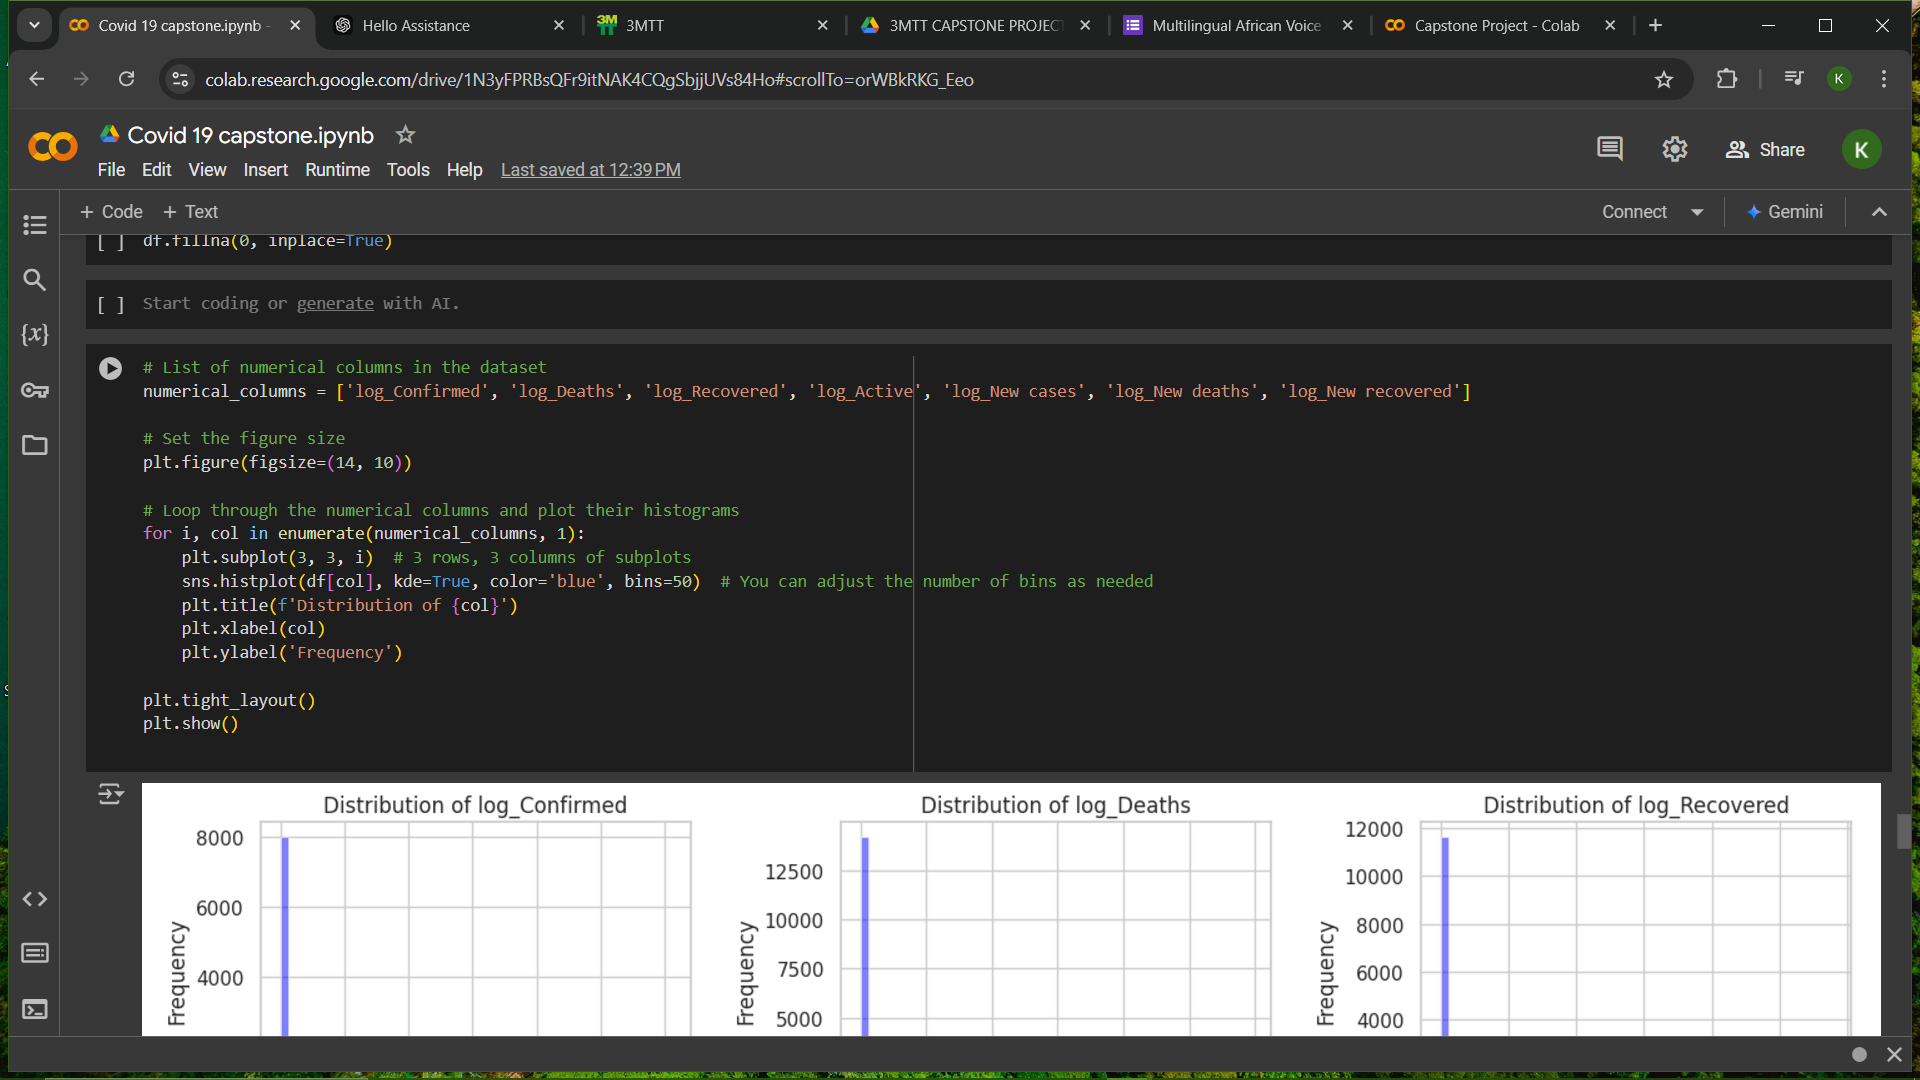 Covid 19 capstone.ipynb -
Hello Assistance
3MTT
3MTT CAPSTONE PROJECT
Multilingual African Voice
Capstone Project - Colab
colab.research.google.com/drive/1N3yFPRBsQFr9itNAK4CQgSbjjUVs84Ho#scrollTo=orWBkRKG_Eeo
K
Covid 19 capstone.ipynb
File Edit View Insert Runtime Tools Help Last saved at 12:39 PM
Share
K
+ Code + Text
Connect
Gemini
[ ] df.fillna(0, inplace=True)
[ ] Start coding or generate with AI.
# List of numerical columns in the dataset
numerical_columns = ['log_Confirmed', 'log_Deaths', 'log_Recovered', 'log_Active', 'log_New cases', 'log_New deaths', 'log_New recovered']
# Set the figure size
plt.figure(figsize=(14, 10))
# Loop through the numerical columns and plot their histograms
for i, col in enumerate(numerical_columns, 1):
    plt.subplot(3, 3, i)  # 3 rows, 3 columns of subplots
    sns.histplot(df[col], kde=True, color='blue', bins=50)  # You can adjust the number of bins as needed
    plt.title(f'Distribution of {col}')
    plt.xlabel(col)
    plt.ylabel('Frequency')
plt.tight_layout()
plt.show()
Distribution of log_Confirmed
8000
6000
4000
Frequency
Distribution of log_Deaths
12500
10000
7500
5000
Frequency
Distribution of log_Recovered
12000
10000
8000
6000
4000
Frequency